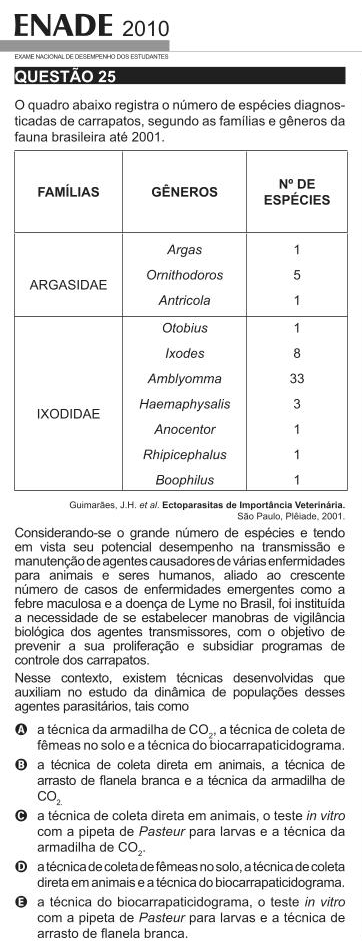 ENADE 2010
EXAME NACIONAL DE DESEMPENHO DOS ESTUDANTES
QUESTÃO 25
O quadro abaixo registra o número de espécies diagnos-
ticadas de carrapatos, segundo as famílias e gêneros da
fauna brasileira até 2001.
FAMÍLIAS GÊNEROS Nº DE
ESPÉCIES
ARGASIDAE
Argas 1
Ornithodoros 5
Antricola 1
IXODIDAE
Otobius 1
Ixodes 8
Amblyomma 33
Haemaphysalis 3
Anocentor 1
Rhipicephalus 1
Boophilus 1
Guimarães, J.H. et al. Ectoparasitas de Importância Veterinária.
São Paulo, Plêiade, 2001.
Considerando-se o grande número de espécies e tendo
em vista seu potencial desempenho na transmissão e
manutenção de agentes causadores de várias enfermidades
para animais e seres humanos, aliado ao crescente
número de casos de enfermidades emergentes como a
febre maculosa e a doença de Lyme no Brasil, foi instituída
a necessidade de se estabelecer manobras de vigilância
biológica dos agentes transmissores, com o objetivo de
prevenir a sua proliferação e subsidiar programas de
controle dos carrapatos.
Nesse contexto, existem técnicas desenvolvidas que
auxiliam no estudo da dinâmica de populações desses
agentes parasitários, tais como
A a técnica da armadilha de CO₂, a técnica de coleta de
fêmeas no solo e a técnica do biocarrapaticidograma.
B a técnica de coleta direta em animais, a técnica de
arrasto de flanela branca e a técnica da armadilha de
CO₂.
C a técnica de coleta direta em animais, o teste in vitro
com a pipeta de Pasteur para larvas e a técnica da
armadilha de CO₂.
D a técnica de coleta de fêmeas no solo, a técnica de coleta
direta em animais e a técnica do biocarrapaticidograma.
E a técnica do biocarrapaticidograma, o teste in vitro
com a pipeta de Pasteur para larvas e a técnica de
arrasto de flanela branca.